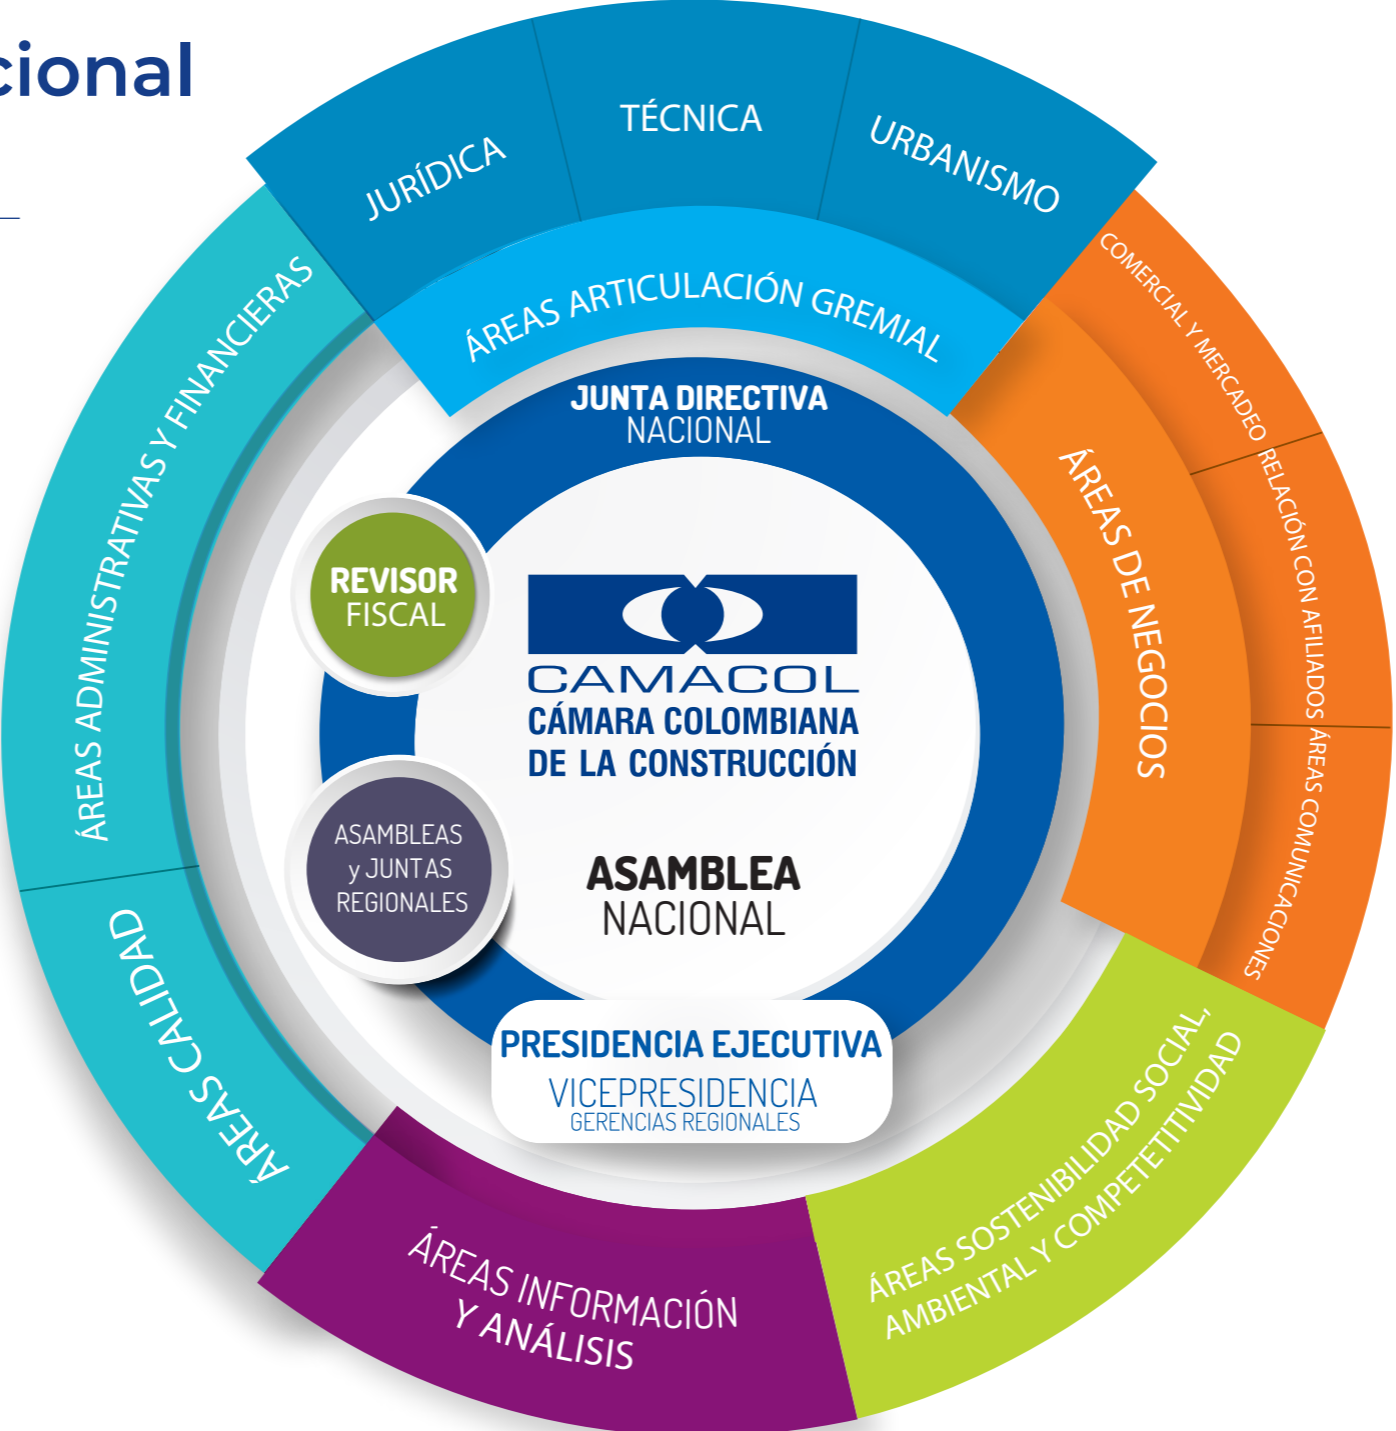 cional
JURÍDICA
TÉCNICA
URBANISMO
ÁREAS ARTICULACIÓN GREMIAL
COMERCIAL Y MERCADEO
RELACIÓN CON AFILIADOS
ÁREAS COMUNICACIONES
ÁREAS DE NEGOCIOS
ÁREAS ADMINISTRATIVAS Y FINANCIERAS
ÁREAS CALIDAD
JUNTA DIRECTIVA
NACIONAL
REVISOR
FISCAL
CAMACOL
CÁMARA COLOMBIANA
DE LA CONSTRUCCIÓN
ASAMBLEAS
y JUNTAS
REGIONALES
ASAMBLEA
NACIONAL
PRESIDENCIA EJECUTIVA
VICEPRESIDENCIA
GERENCIAS REGIONALES
ÁREAS SOSTENIBILIDAD SOCIAL,
AMBIENTAL Y COMPETETITIVIDAD
ÁREAS INFORMACIÓN
Y ANÁLISIS